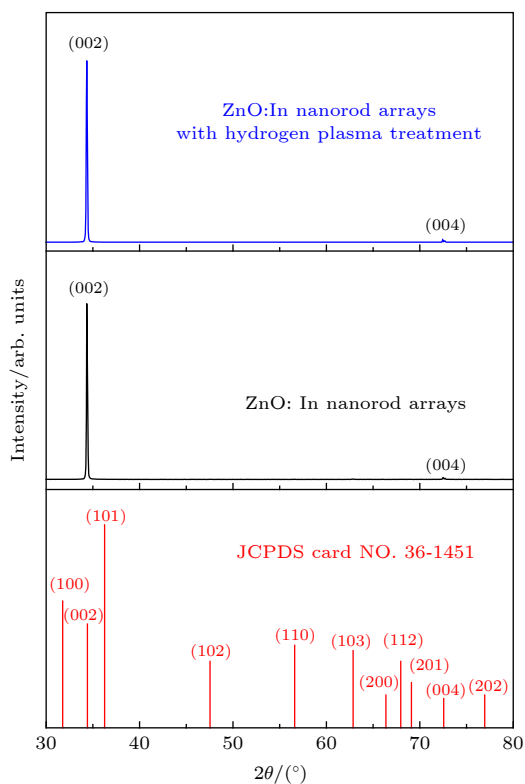 (002)
ZnO:In nanorod arrays
with hydrogen plasma treatment
(004)
(002)
ZnO: In nanorod arrays
(004)
Intensity/arb. units
(101)
JCPDS card NO. 36-1451
(100)
(002)
(110)
(103)
(112)
(102)
(201)
(200)
(004)
(202)
30 40 50 60 70 80
2θ/(°)